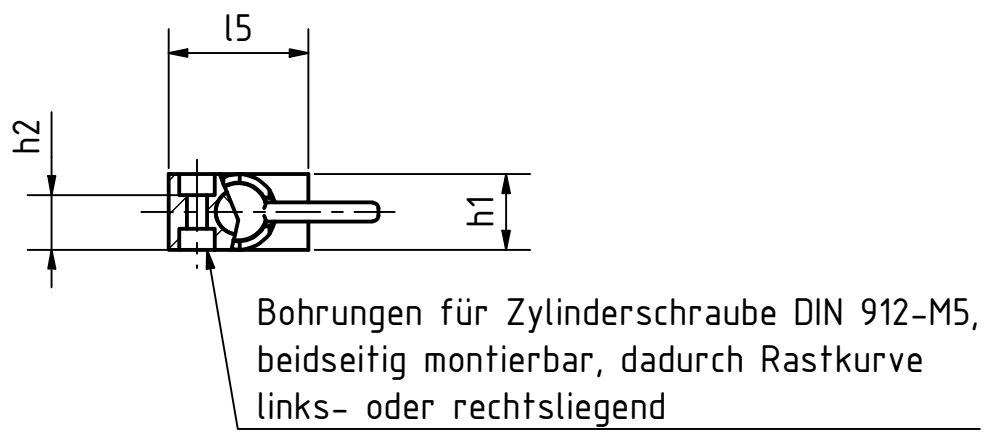 l5
h2
h1
Bohrungen für Zylinderschraube DIN 912-M5,
beidseitig montierbar, dadurch Rastkurve
links- oder rechtsliegend